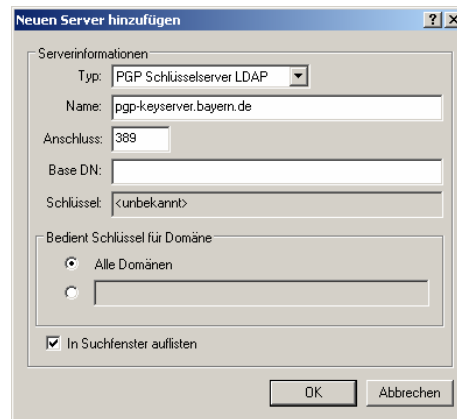 Neuen Server hinzufügen
Serverinformationen
Typ: PGP Schlüsselserver LDAP
Name: pgp-keyserver.bayern.de
Anschluss: 389
Base DN:
Schlüssel: <unbekannt>
Bedient Schlüssel für Domäne
Alle Domänen
In Suchfenster auflisten
OK Abbrechen